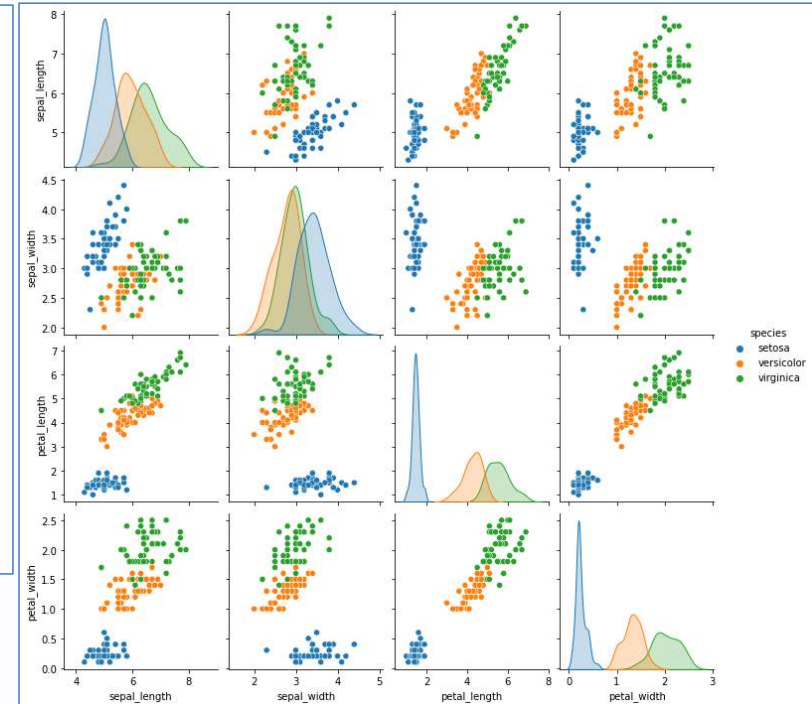 8
7
6
5
sepal_length
4.5
4.0
3.5
3.0
2.5
2.0
sepal_width
species
setosa
versicolor
virginica
7
6
5
4
3
2
1
petal_length
2.5
2.0
1.5
1.0
0.5
0.0
petal_width
4 6 8
2 3 4 5
2 4 6 8
0 1 2 3
sepal_length sepal_width petal_length petal_width